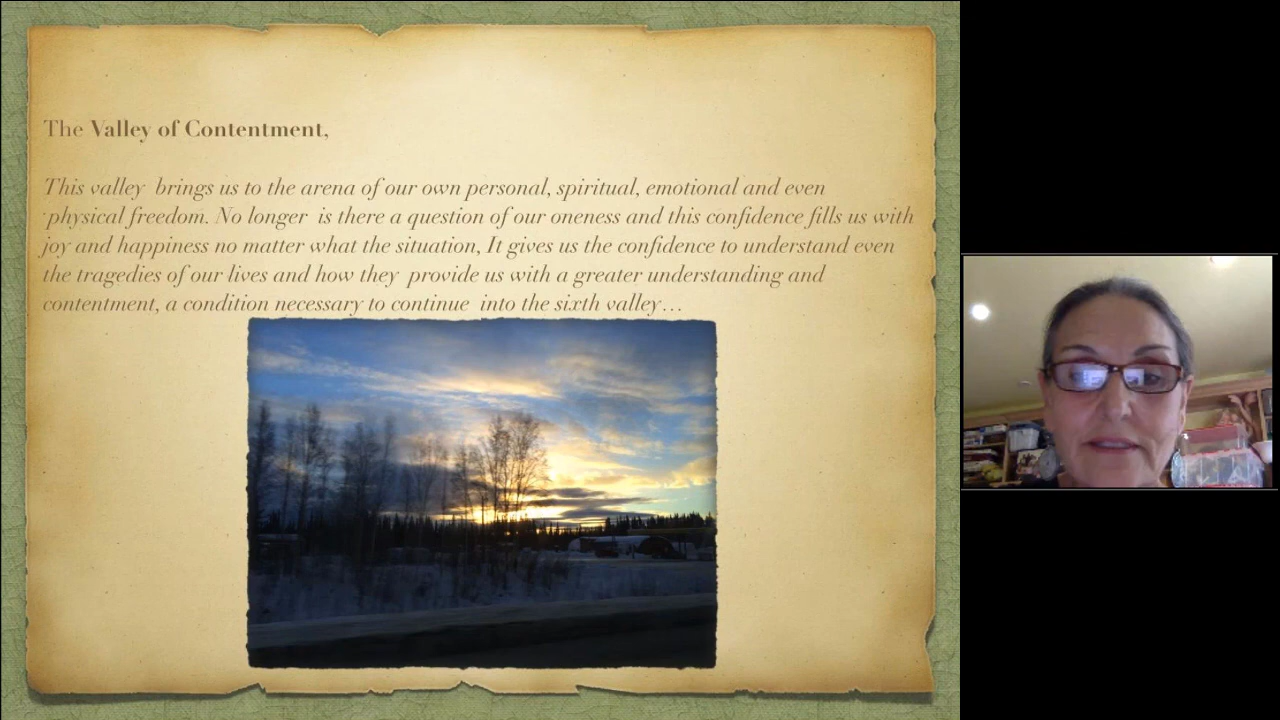 The Valley of Contentment,
This valley brings us to the arena of our own personal, spiritual, emotional and even
physical freedom. No longer is there a question of our oneness and this confidence fills us with
joy and happiness no matter what the situation, It gives us the confidence to understand even
the tragedies of our lives and how they provide us with a greater understanding and
contentment, a condition necessary to continue into the sixth valley…